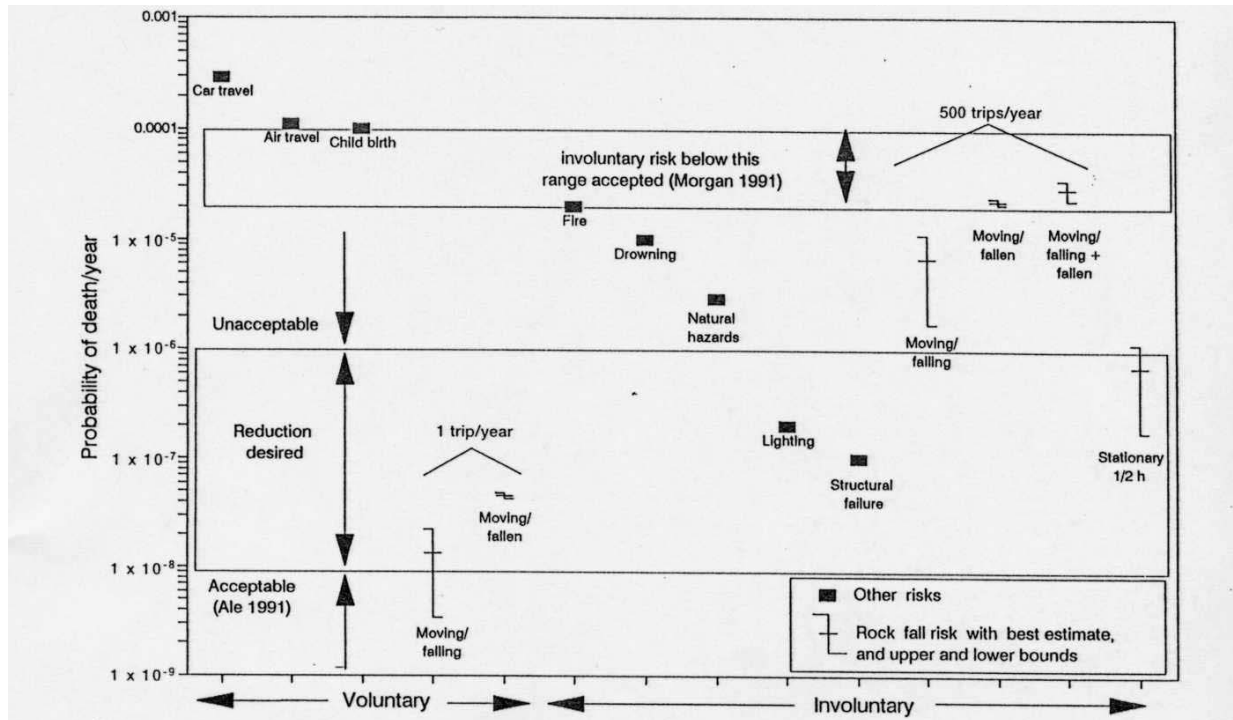 0.001
0.0001
1 x 10-5
1 x 10-6
1 x 10-7
1 x 10-8
1 x 10-9
Probability of death/year
Car travel
Air travel
Child birth
500 trips/year
involuntary risk below this
range accepted (Morgan 1991)
Fire
Moving/
fallen
Moving/
falling +
fallen
Drowning
Natural
hazards
Unacceptable
Moving/
falling
Reduction
desired
1 trip/year
Lighting
Structural
failure
Stationary
1/2 h
Moving/
fallen
Acceptable
(Ale 1991)
Moving/
falling
Other risks
Rock fall risk with best estimate,
and upper and lower bounds
Voluntary
Involuntary